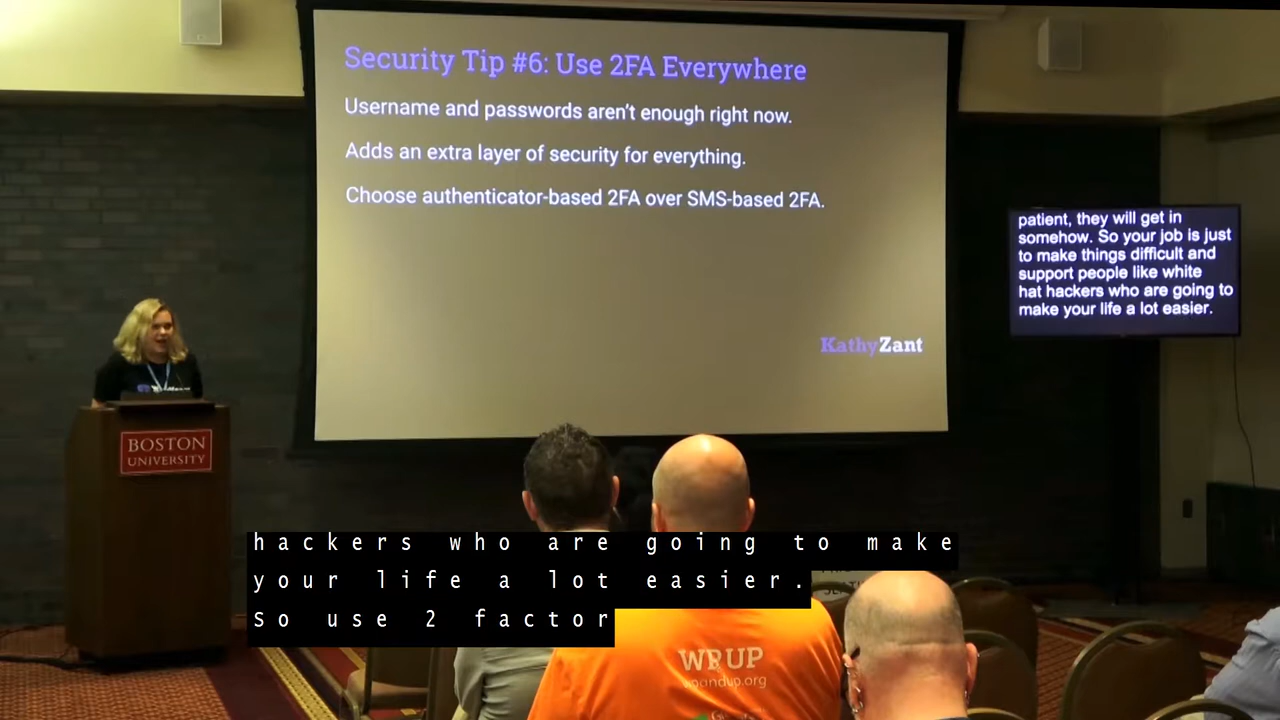 Security Tip #6: Use 2FA Everywhere
Username and passwords aren't enough right now.
Adds an extra layer of security for everything.
Choose authenticator-based 2FA over SMS-based 2FA.
KathyZant
patient, they will get in
somehow. So your job is just
to make things difficult and
support people like white
hat hackers who are going to
make your life a lot easier.
BOSTON
UNIVERSITY
hackers who are going to make
your life a lot easier.
So use 2 factor
WP UP
wpandup.org